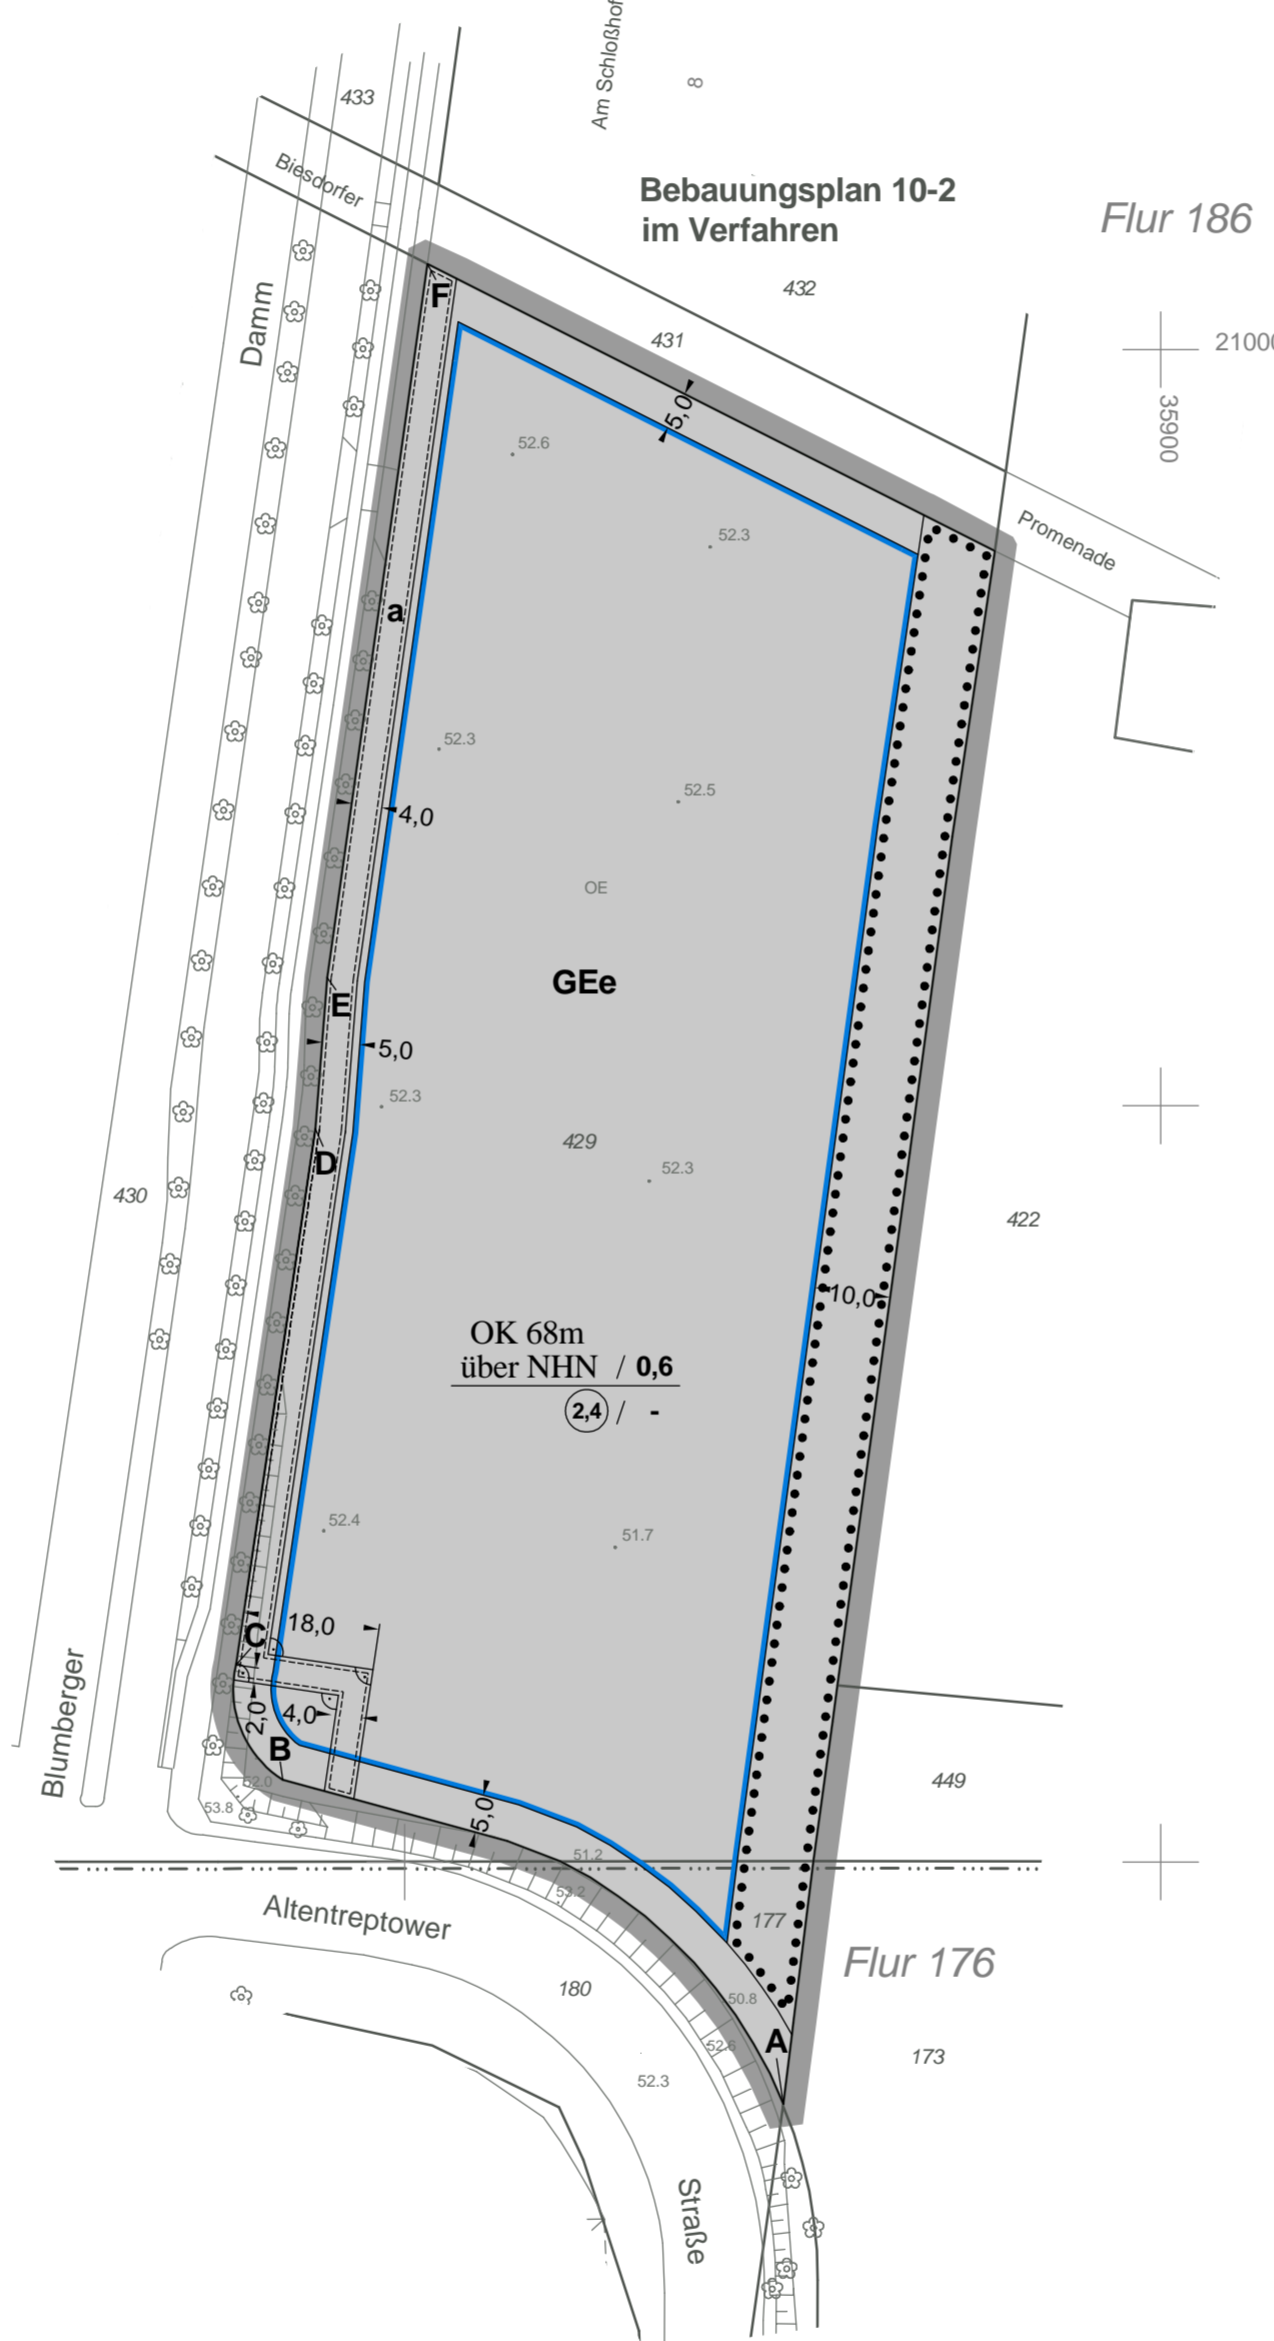 Am Schloßhof
8
433
Biesdorfer
Bebauungsplan 10-2
im Verfahren
Flur 186
432
Damm
F
431
21000
35900
5,0
52.6
52.3
Promenade
a
52.3
52.5
4,0
OE
GEe
E
5,0
52.3
429
D
52.3
430
422
10,0
OK 68m
über NHN / 0,6
2,4 / -
52.4
51.7
C
18,0
Blumberger
2,0
4,0
B
52.0
53.8
449
5,0
51.2
53.2
Altentreptower
177
Flur 176
180
50.8
A
52.6
173
52.3
Straße